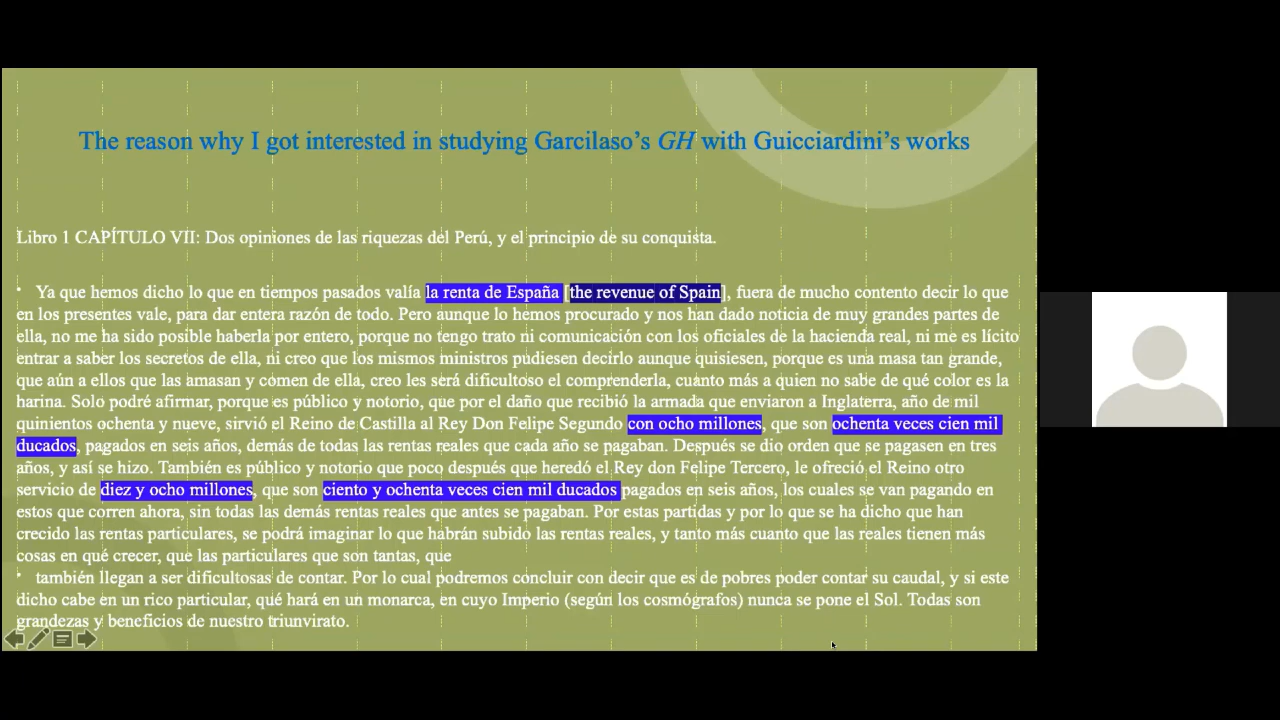 The reason why I got interested in studying Garcilaso’s GH with Guicciardini’s works
Libro 1 CAPÍTULO VII: Dos opiniones de las riquezas del Perú, y el principio de su conquista.
• Ya que hemos dicho lo que en tiempos pasados valía la renta de España [the revenue of Spain], fuera de mucho contento decir lo que
en los presentes vale, para dar entera razón de todo. Pero aunque lo hemos procurado y nos han dado noticia de muy grandes partes de
ella, no me ha sido posible haberla por entero, porque no tengo trato ni comunicación con los oficiales de la hacienda real, ni me es lícito
entrar a saber los secretos de ella, ni creo que los mismos ministros pudiesen decirlo aunque quisiesen, porque es una masa tan grande,
que aún a ellos que las amasan y comen de ella, creo les será dificultoso el comprenderla, cuanto más a quien no sabe de qué color es la
harina. Solo podré afirmar, porque es público y notorio, que por el daño que recibió la armada que enviaron a Inglaterra, año de mil
quinientos ochenta y nueve, sirvió el Reino de Castilla al Rey Don Felipe Segundo con ocho millones, que son ochenta veces cien mil
ducados, pagados en seis años, demás de todas las rentas reales que cada año se pagaban. Después se dio orden que se pagasen en tres
años, y así se hizo. También es público y notorio que poco después que heredó el Rey don Felipe Tercero, le ofreció el Reino otro
servicio de diez y ocho millones, que son ciento y ochenta veces cien mil ducados pagados en seis años, los cuales se van pagando en
estos que corren ahora, sin todas las demás rentas reales que antes se pagaban. Por estas partidas y por lo que se ha dicho que han
crecido las rentas particulares, se podrá imaginar lo que habrán subido las rentas reales, y tanto más cuanto que las reales tienen más
cosas en qué crecer, que las particulares que son tantas, que
• también llegan a ser dificultosas de contar. Por lo cual podremos concluir con decir que es de pobres poder contar su caudal, y si este
dicho cabe en un rico particular, qué hará en un monarca, en cuyo Imperio (según los cosmógrafos) nunca se pone el Sol. Todas son
grandezas y beneficios de nuestro triunvirato.